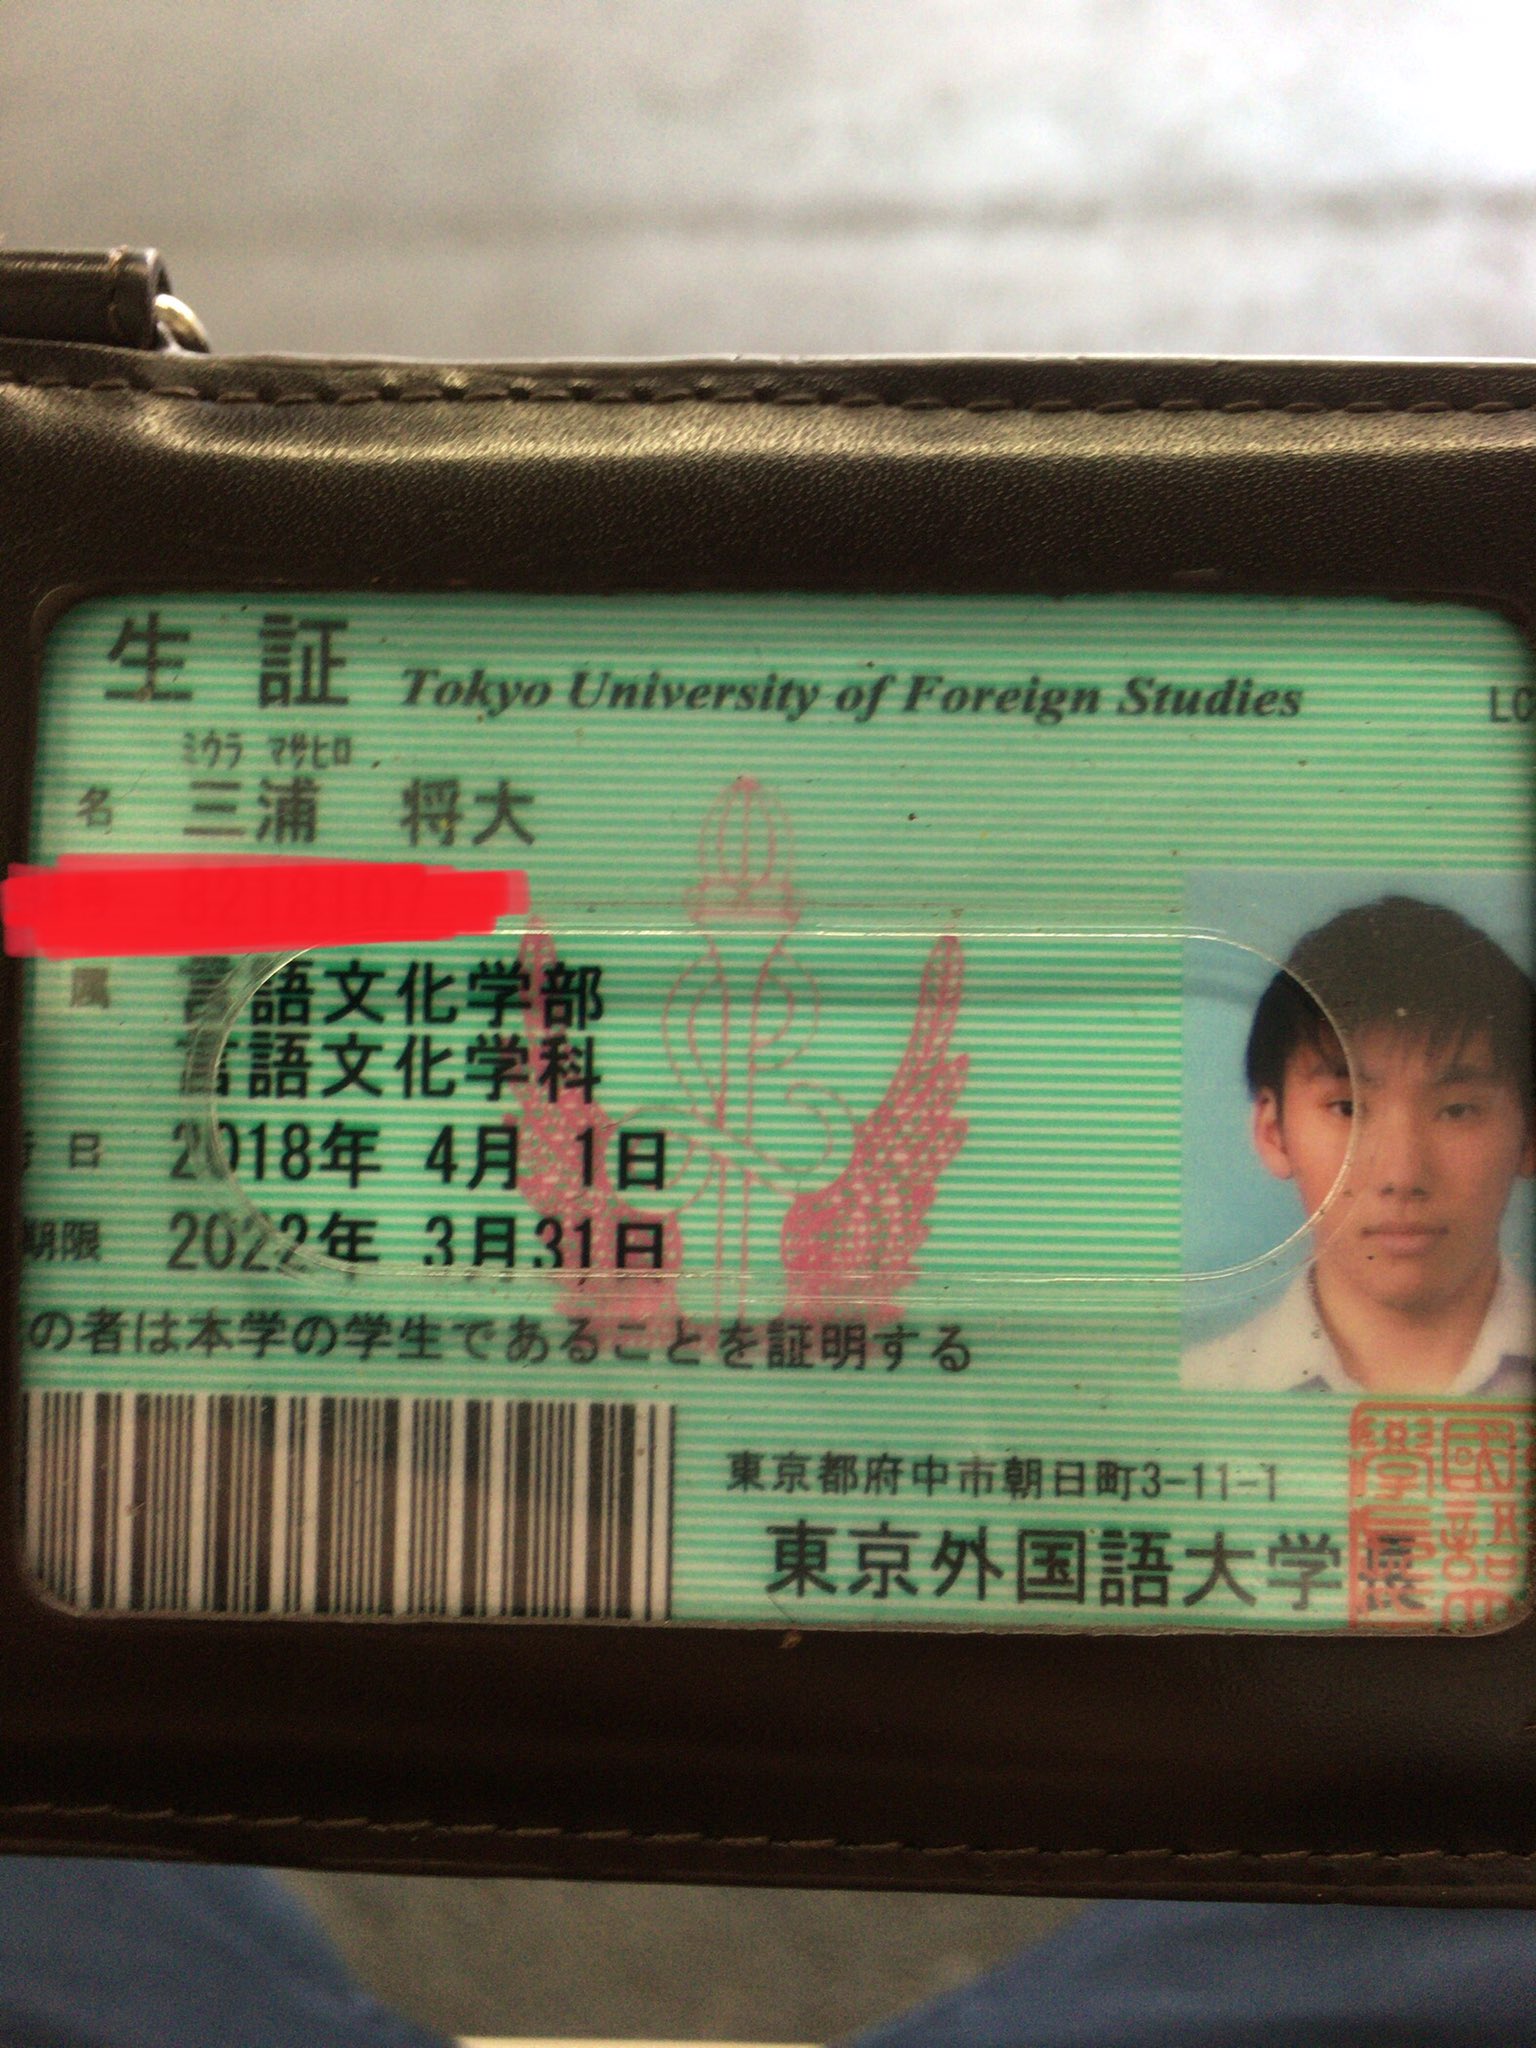 生 証 Tokyo University of Foreign Studies
ミウラ マサヒロ
名 三浦 将大
属 言語文化学部
言語文化学科
日 2018年 4月 1日
期限 2022年 3月31日
の者は本学の学生であることを証明する
東京都府中市朝日町3-11-1
東京外国語大学長